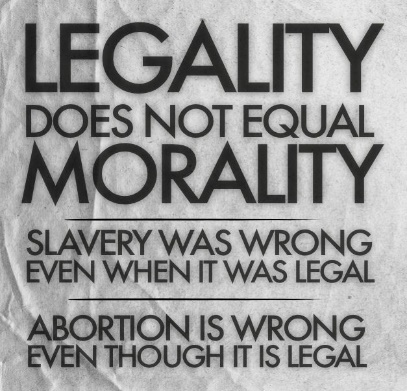 LEGALITY
DOES NOT EQUAL
MORALITY
SLAVERY WAS WRONG
EVEN WHEN IT WAS LEGAL
ABORTION IS WRONG
EVEN THOUGH IT IS LEGAL